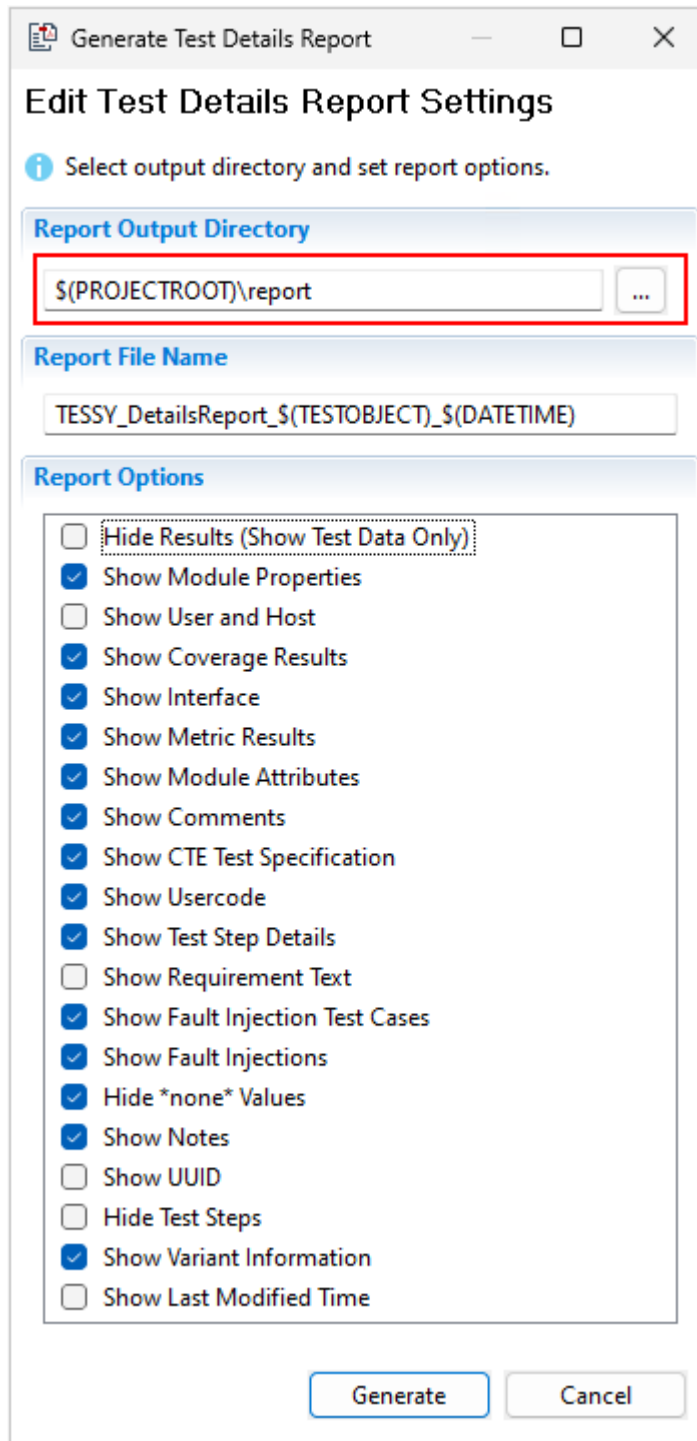 Generate Test Details Report
Edit Test Details Report Settings
Select output directory and set report options.
Report Output Directory
$(PROJECTROOT)\report
...
Report File Name
TESSY_DetailsReport_$(TESTOBJECT)_$(DATETIME)
Report Options
Hide Results (Show Test Data Only)
Show Module Properties
Show User and Host
Show Coverage Results
Show Interface
Show Metric Results
Show Module Attributes
Show Comments
Show CTE Test Specification
Show Usercode
Show Test Step Details
Show Requirement Text
Show Fault Injection Test Cases
Show Fault Injections
Hide *none* Values
Show Notes
Show UUID
Hide Test Steps
Show Variant Information
Show Last Modified Time
Generate Cancel